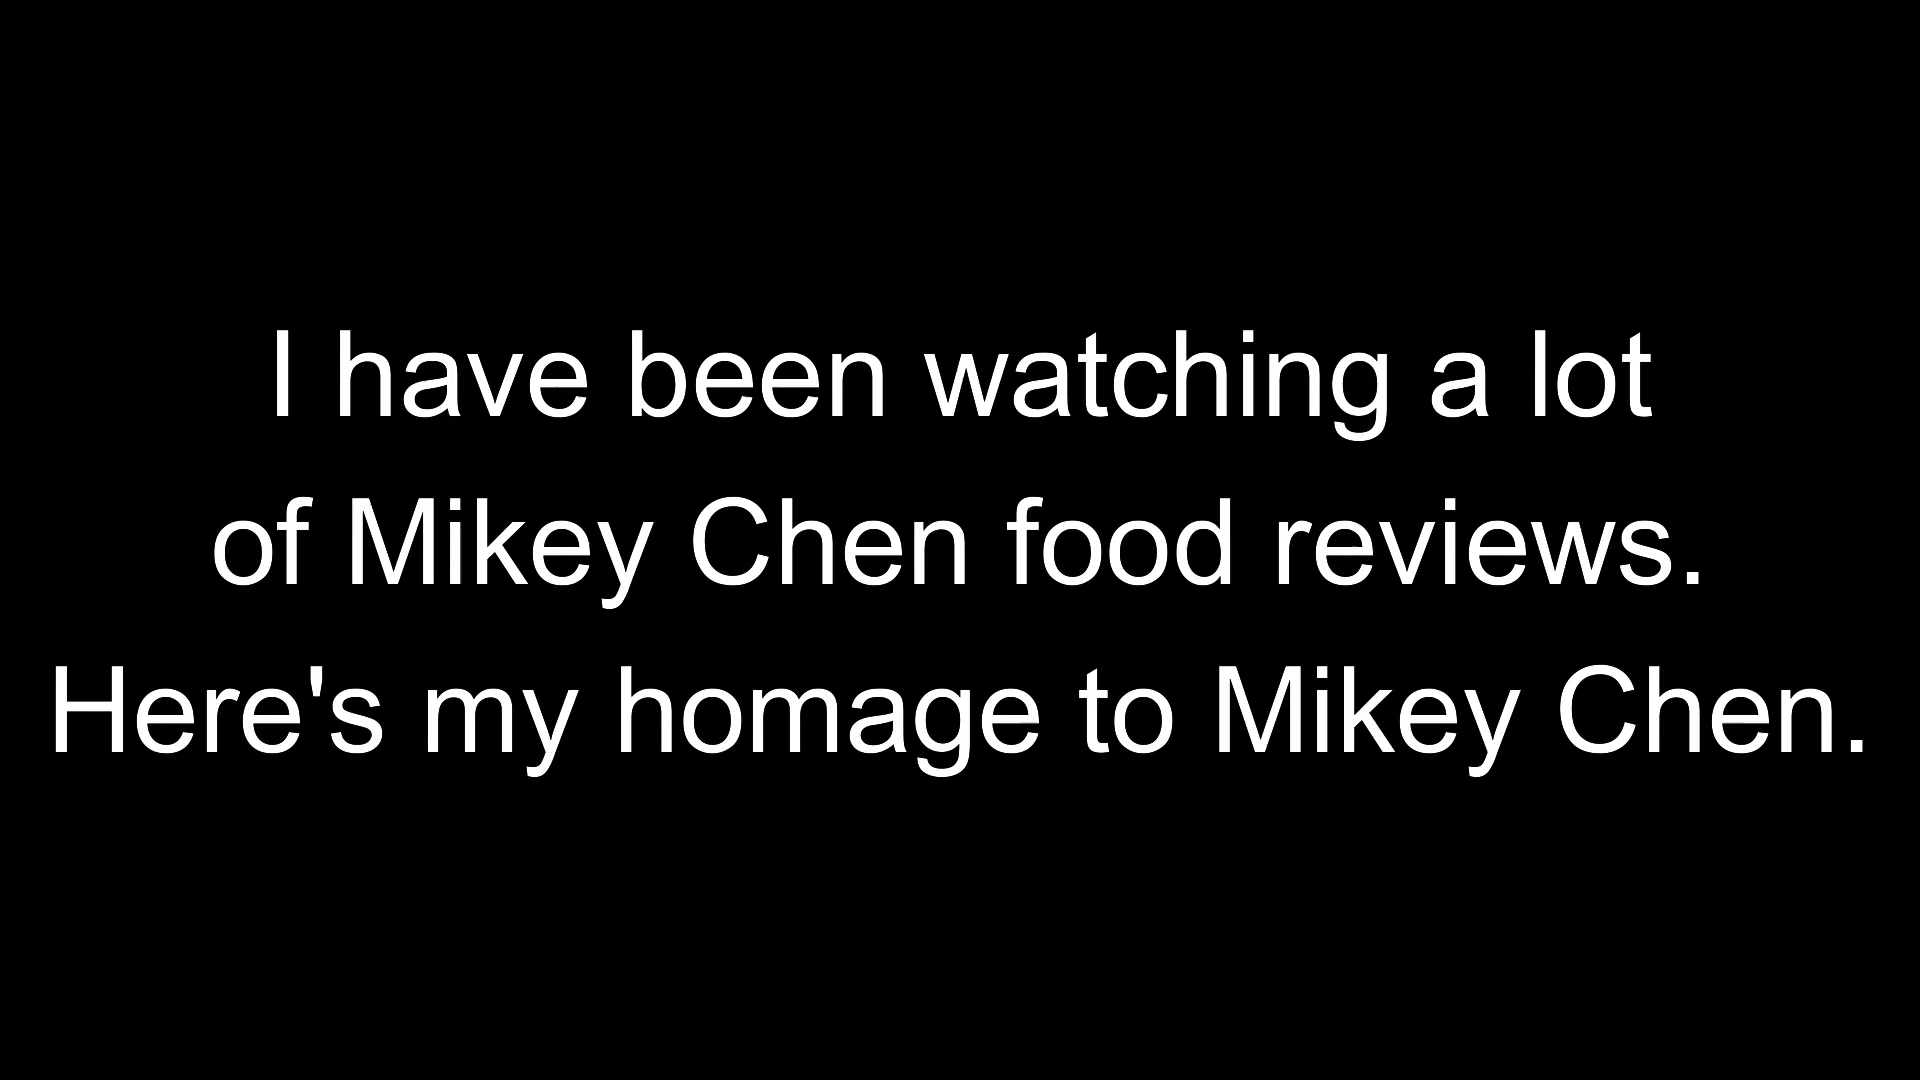 I have been watching a lot
of Mikey Chen food reviews.
Here's my homage to Mikey Chen.